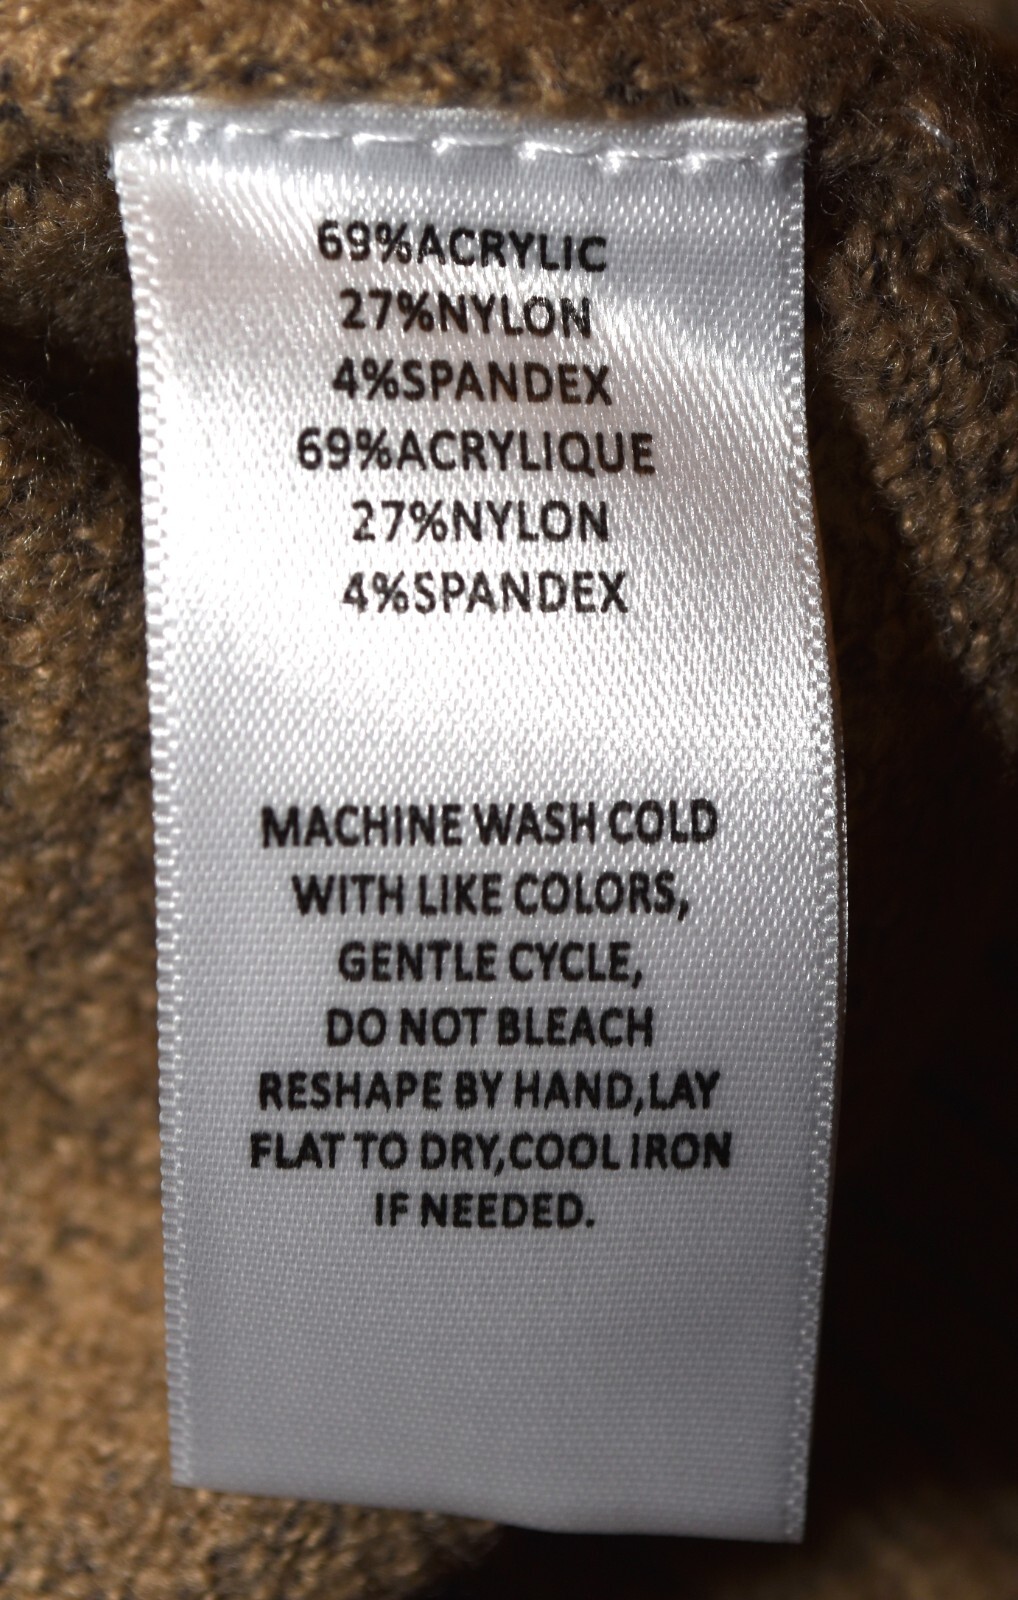 69%ACRYLIC
27%NYLON
4%SPANDEX
69%ACRYLIQUE
27%NYLON
4%SPANDEX
MACHINE WASH COLD
WITH LIKE COLORS,
GENTLE CYCLE,
DO NOT BLEACH
RESHAPE BY HAND,LAY
FLAT TO DRY,COOL IRON
IF NEEDED.